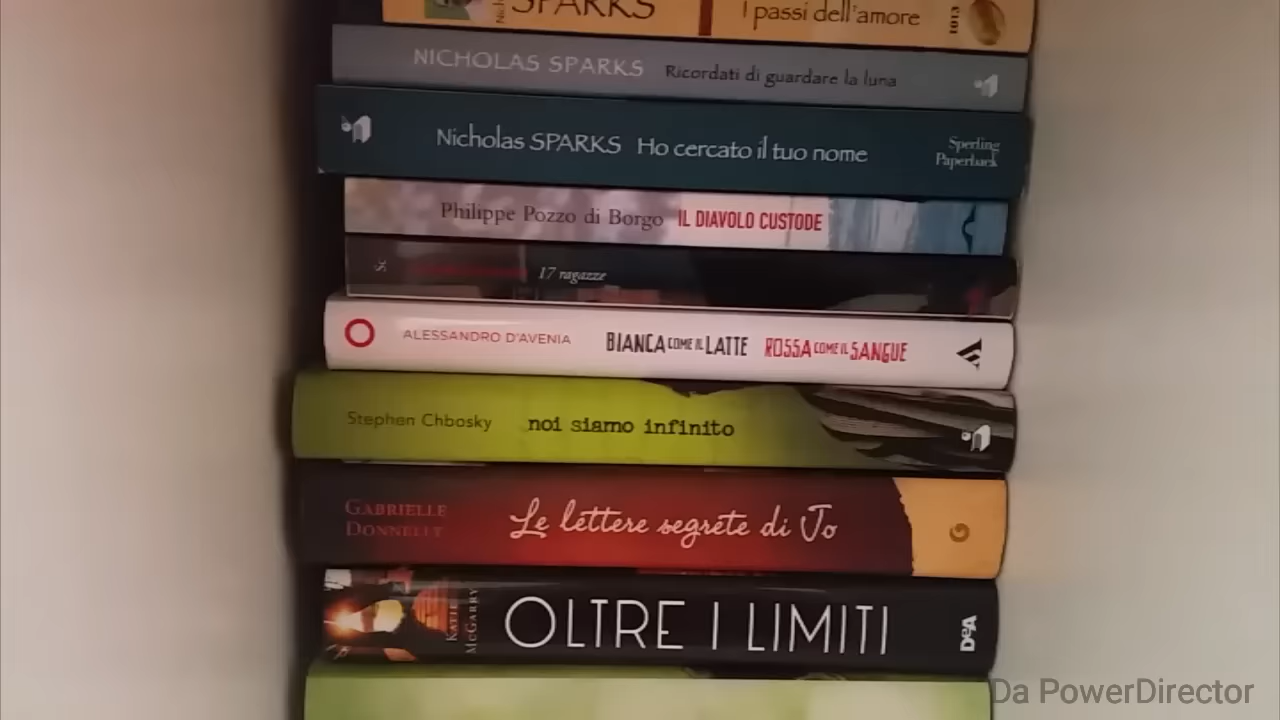 SPARKS I passi dell'amore 1013
NICHOLAS SPARKS Ricordati di guardare la luna
Nicholas SPARKS Ho cercato il tuo nome Sperling
Paperback
Philippe Pozzo di Borgo IL DIAVOLO CUSTODE
17 ragazze
ALESSANDRO D'AVENIA BIANCA COME IL LATTE ROSSA COME IL SANGUE
Stephen Chbosky noi siamo infinito
GABRIELLE
DONNELLY Le lettere segrete di Jo
KATIE
McGARRY OLTRE I LIMITI DeA
Da PowerDirector